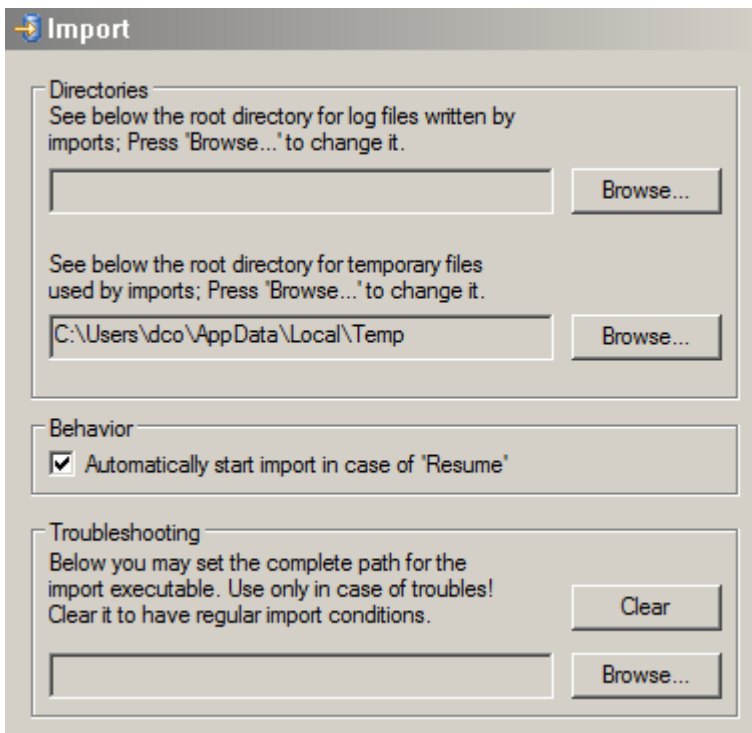 Import
Directories
See below the root directory for log files written by
imports; Press 'Browse...' to change it.
Browse...
See below the root directory for temporary files
used by imports; Press 'Browse...' to change it.
C:\Users\dco\AppData\Local\Temp
Browse...
Behavior
Automatically start import in case of 'Resume'
Troubleshooting
Below you may set the complete path for the
import executable. Use only in case of troubles!
Clear it to have regular import conditions.
Clear
Browse...